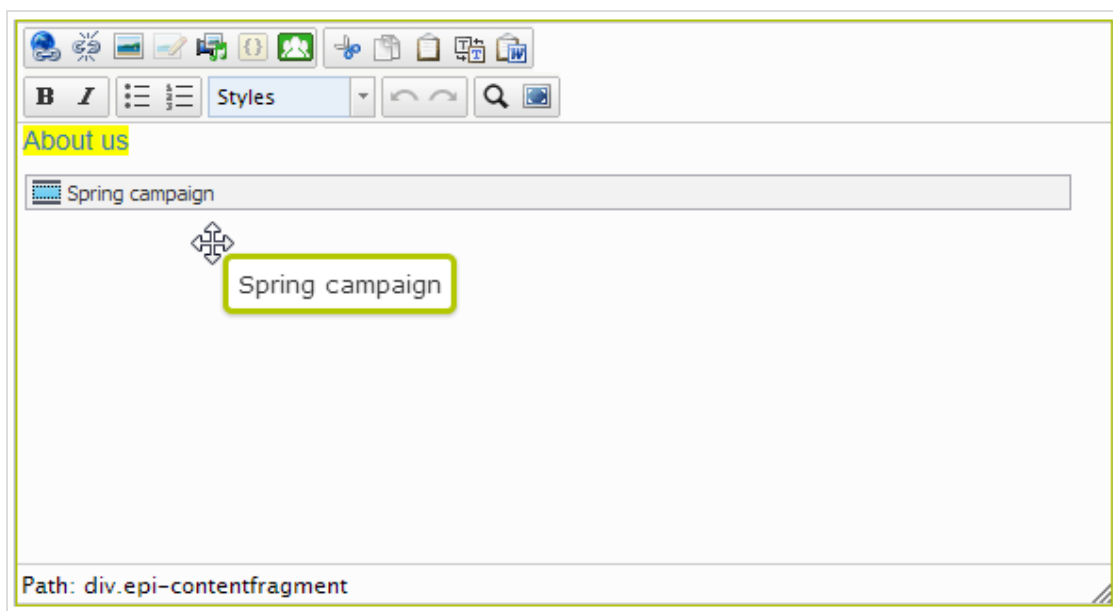 B I Styles
About us
Spring campaign
Spring campaign
Path: div.epi-contentfragment